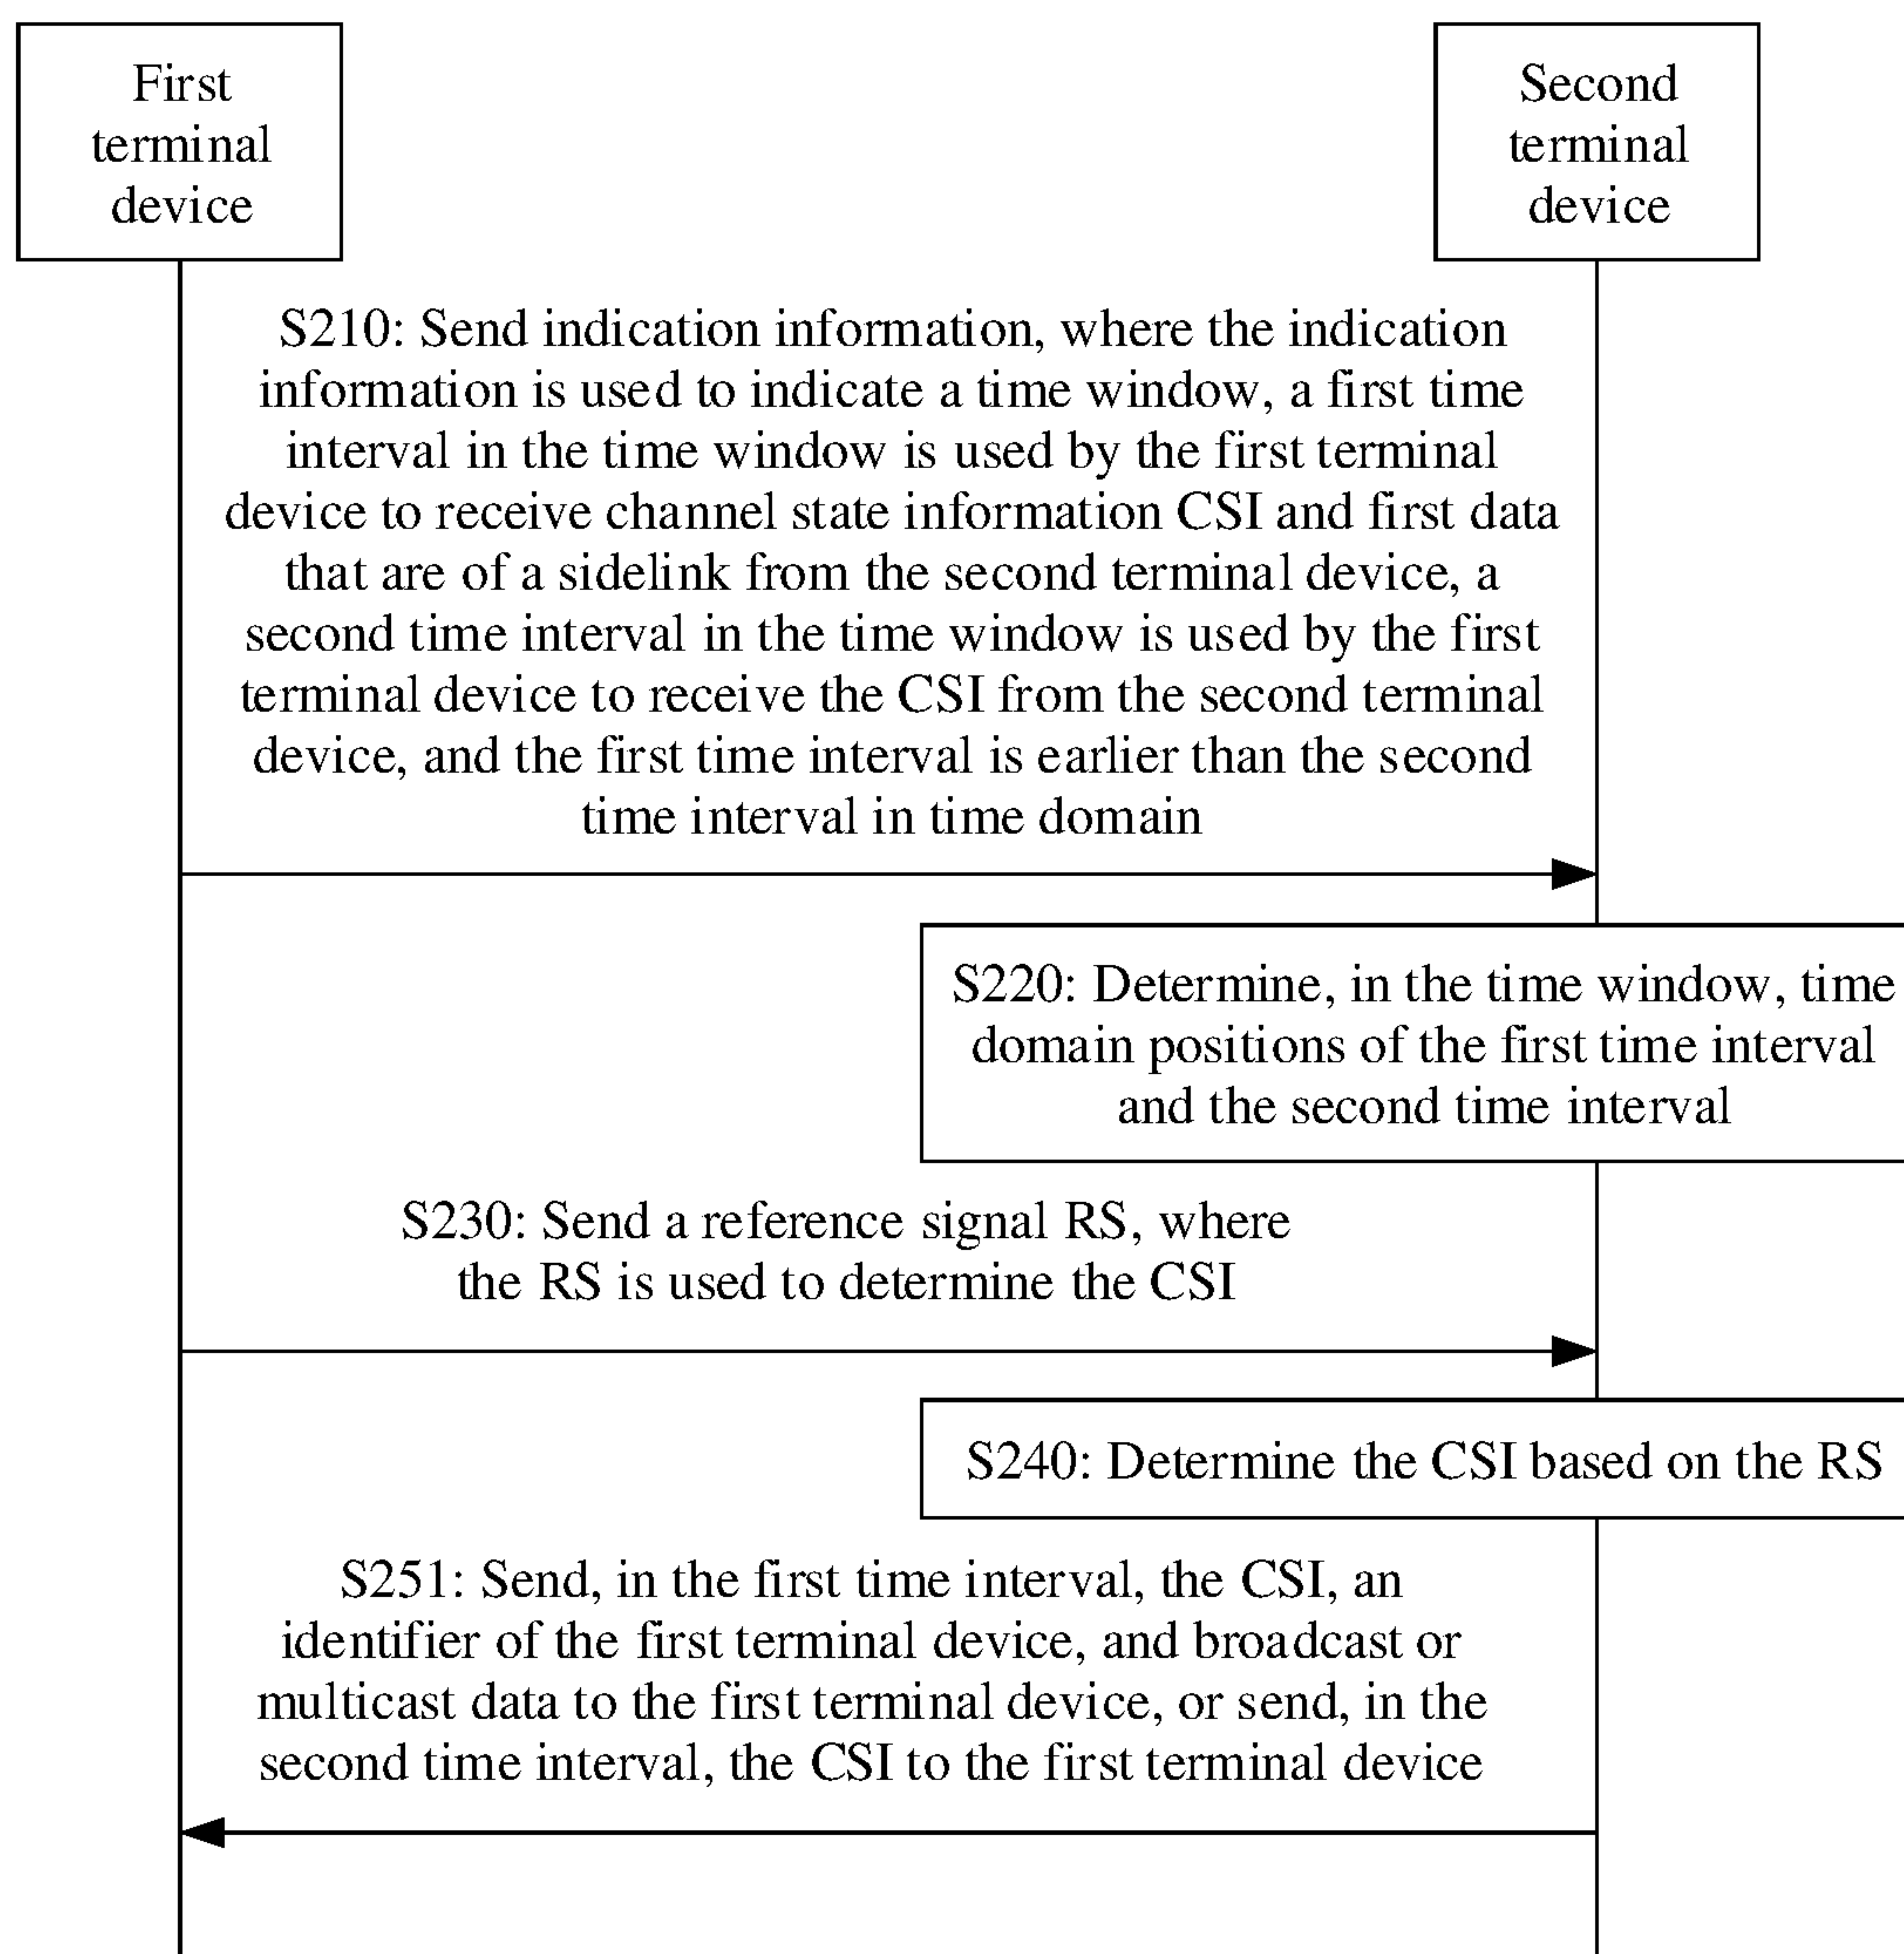 First
terminal
device
Second
terminal
device
S210: Send indication information, where the indication
information is used to indicate a time window, a first time
interval in the time window is used by the first terminal
device to receive channel state information CSI and first data
that are of a sidelink from the second terminal device, a
second time interval in the time window is used by the first
terminal device to receive the CSI from the second terminal
device, and the first time interval is earlier than the second
time interval in time domain
S220: Determine, in the time window, time
domain positions of the first time interval
and the second time interval
S230: Send a reference signal RS, where
the RS is used to determine the CSI
S240: Determine the CSI based on the RS
S251: Send, in the first time interval, the CSI, an
identifier of the first terminal device, and broadcast or
multicast data to the first terminal device, or send, in the
second time interval, the CSI to the first terminal device